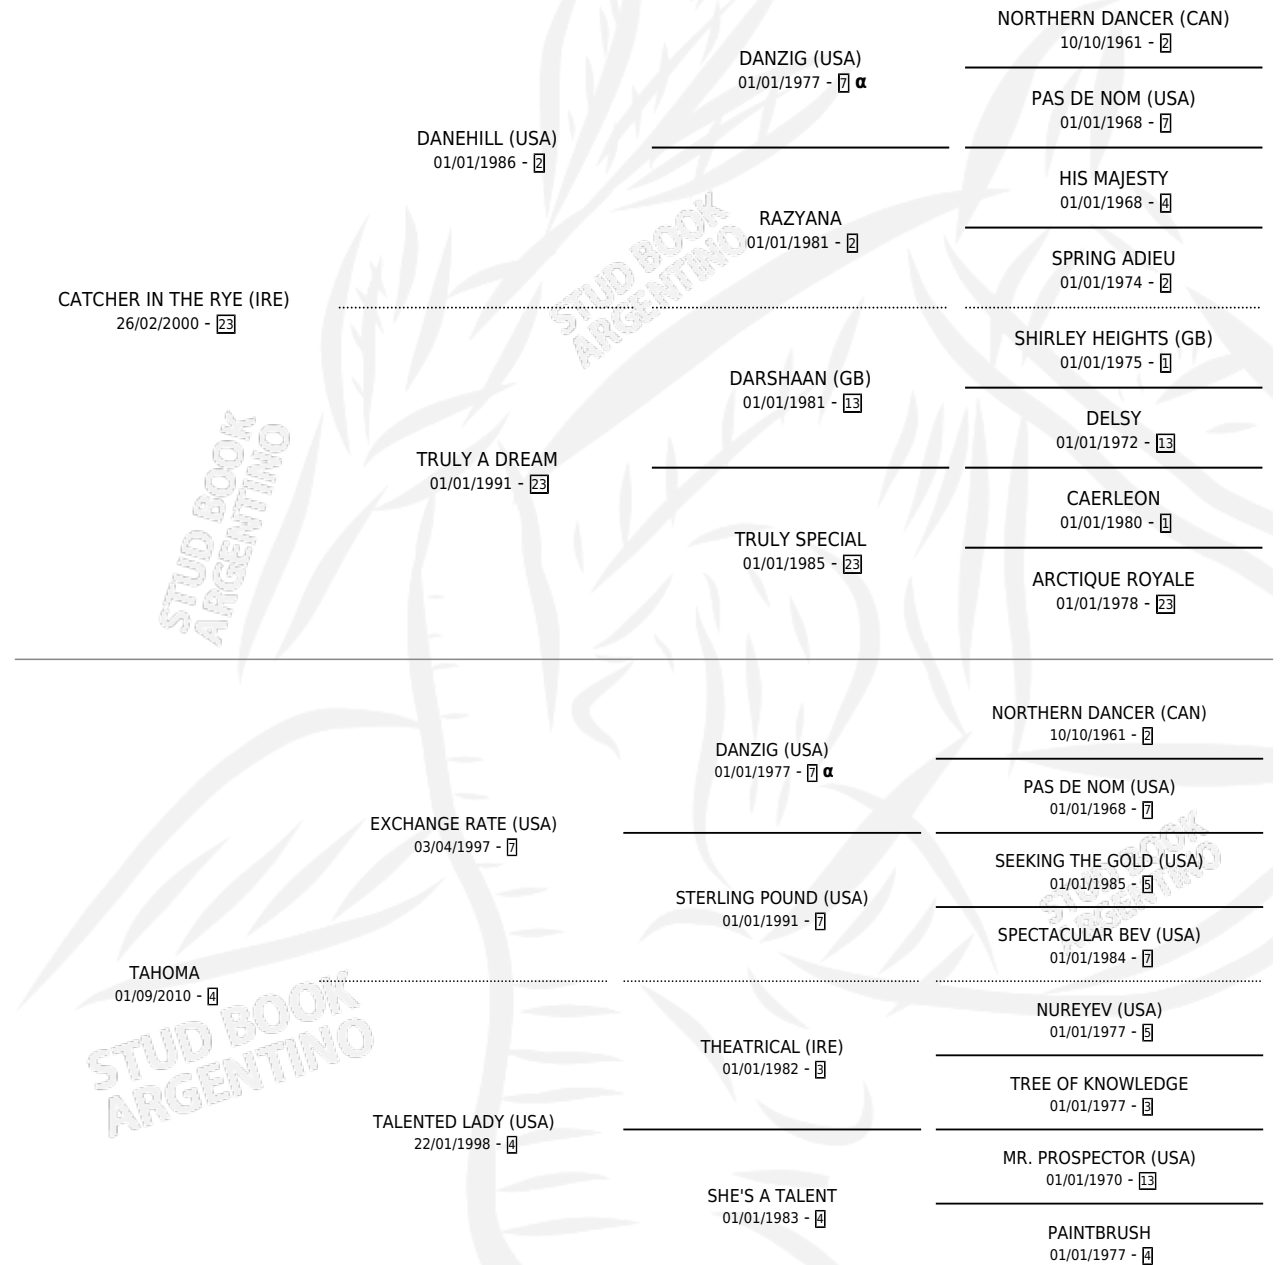 NORTHERN DANCER (CAN)
10/10/1961 - 2
DANZIG (USA)
01/01/1977 - 7 α
PAS DE NOM (USA)
01/01/1968 - 7
DANEHILL (USA)
01/01/1986 - 2
HIS MAJESTY
01/01/1968 - 4
RAZYANA
01/01/1981 - 2
SPRING ADIEU
01/01/1974 - 2
CATCHER IN THE RYE (IRE)
26/02/2000 - 23
SHIRLEY HEIGHTS (GB)
01/01/1975 - 1
DARSHAAN (GB)
01/01/1981 - 13
DELSY
01/01/1972 - 13
TRULY A DREAM
01/01/1991 - 23
CAERLEON
01/01/1980 - 1
TRULY SPECIAL
01/01/1985 - 23
ARCTIQUE ROYALE
01/01/1978 - 23
NORTHERN DANCER (CAN)
10/10/1961 - 2
DANZIG (USA)
01/01/1977 - 7 α
PAS DE NOM (USA)
01/01/1968 - 7
EXCHANGE RATE (USA)
03/04/1997 - 7
SEEKING THE GOLD (USA)
01/01/1985 - 5
STERLING POUND (USA)
01/01/1991 - 7
SPECTACULAR BEV (USA)
01/01/1984 - 7
TAHOMA
01/09/2010 - 4
NUREYEV (USA)
01/01/1977 - 5
THEATRICAL (IRE)
01/01/1982 - 3
TREE OF KNOWLEDGE
01/01/1977 - 3
TALENTED LADY (USA)
22/01/1998 - 4
MR. PROSPECTOR (USA)
01/01/1970 - 13
SHE'S A TALENT
01/01/1983 - 4
PAINTBRUSH
01/01/1977 - 4
STUD BOOK
ARGENTINO
STUD BOOK
ARGENTINO
STUD BOOK
ARGENTINO
STUD BOOK
ARGENTINO